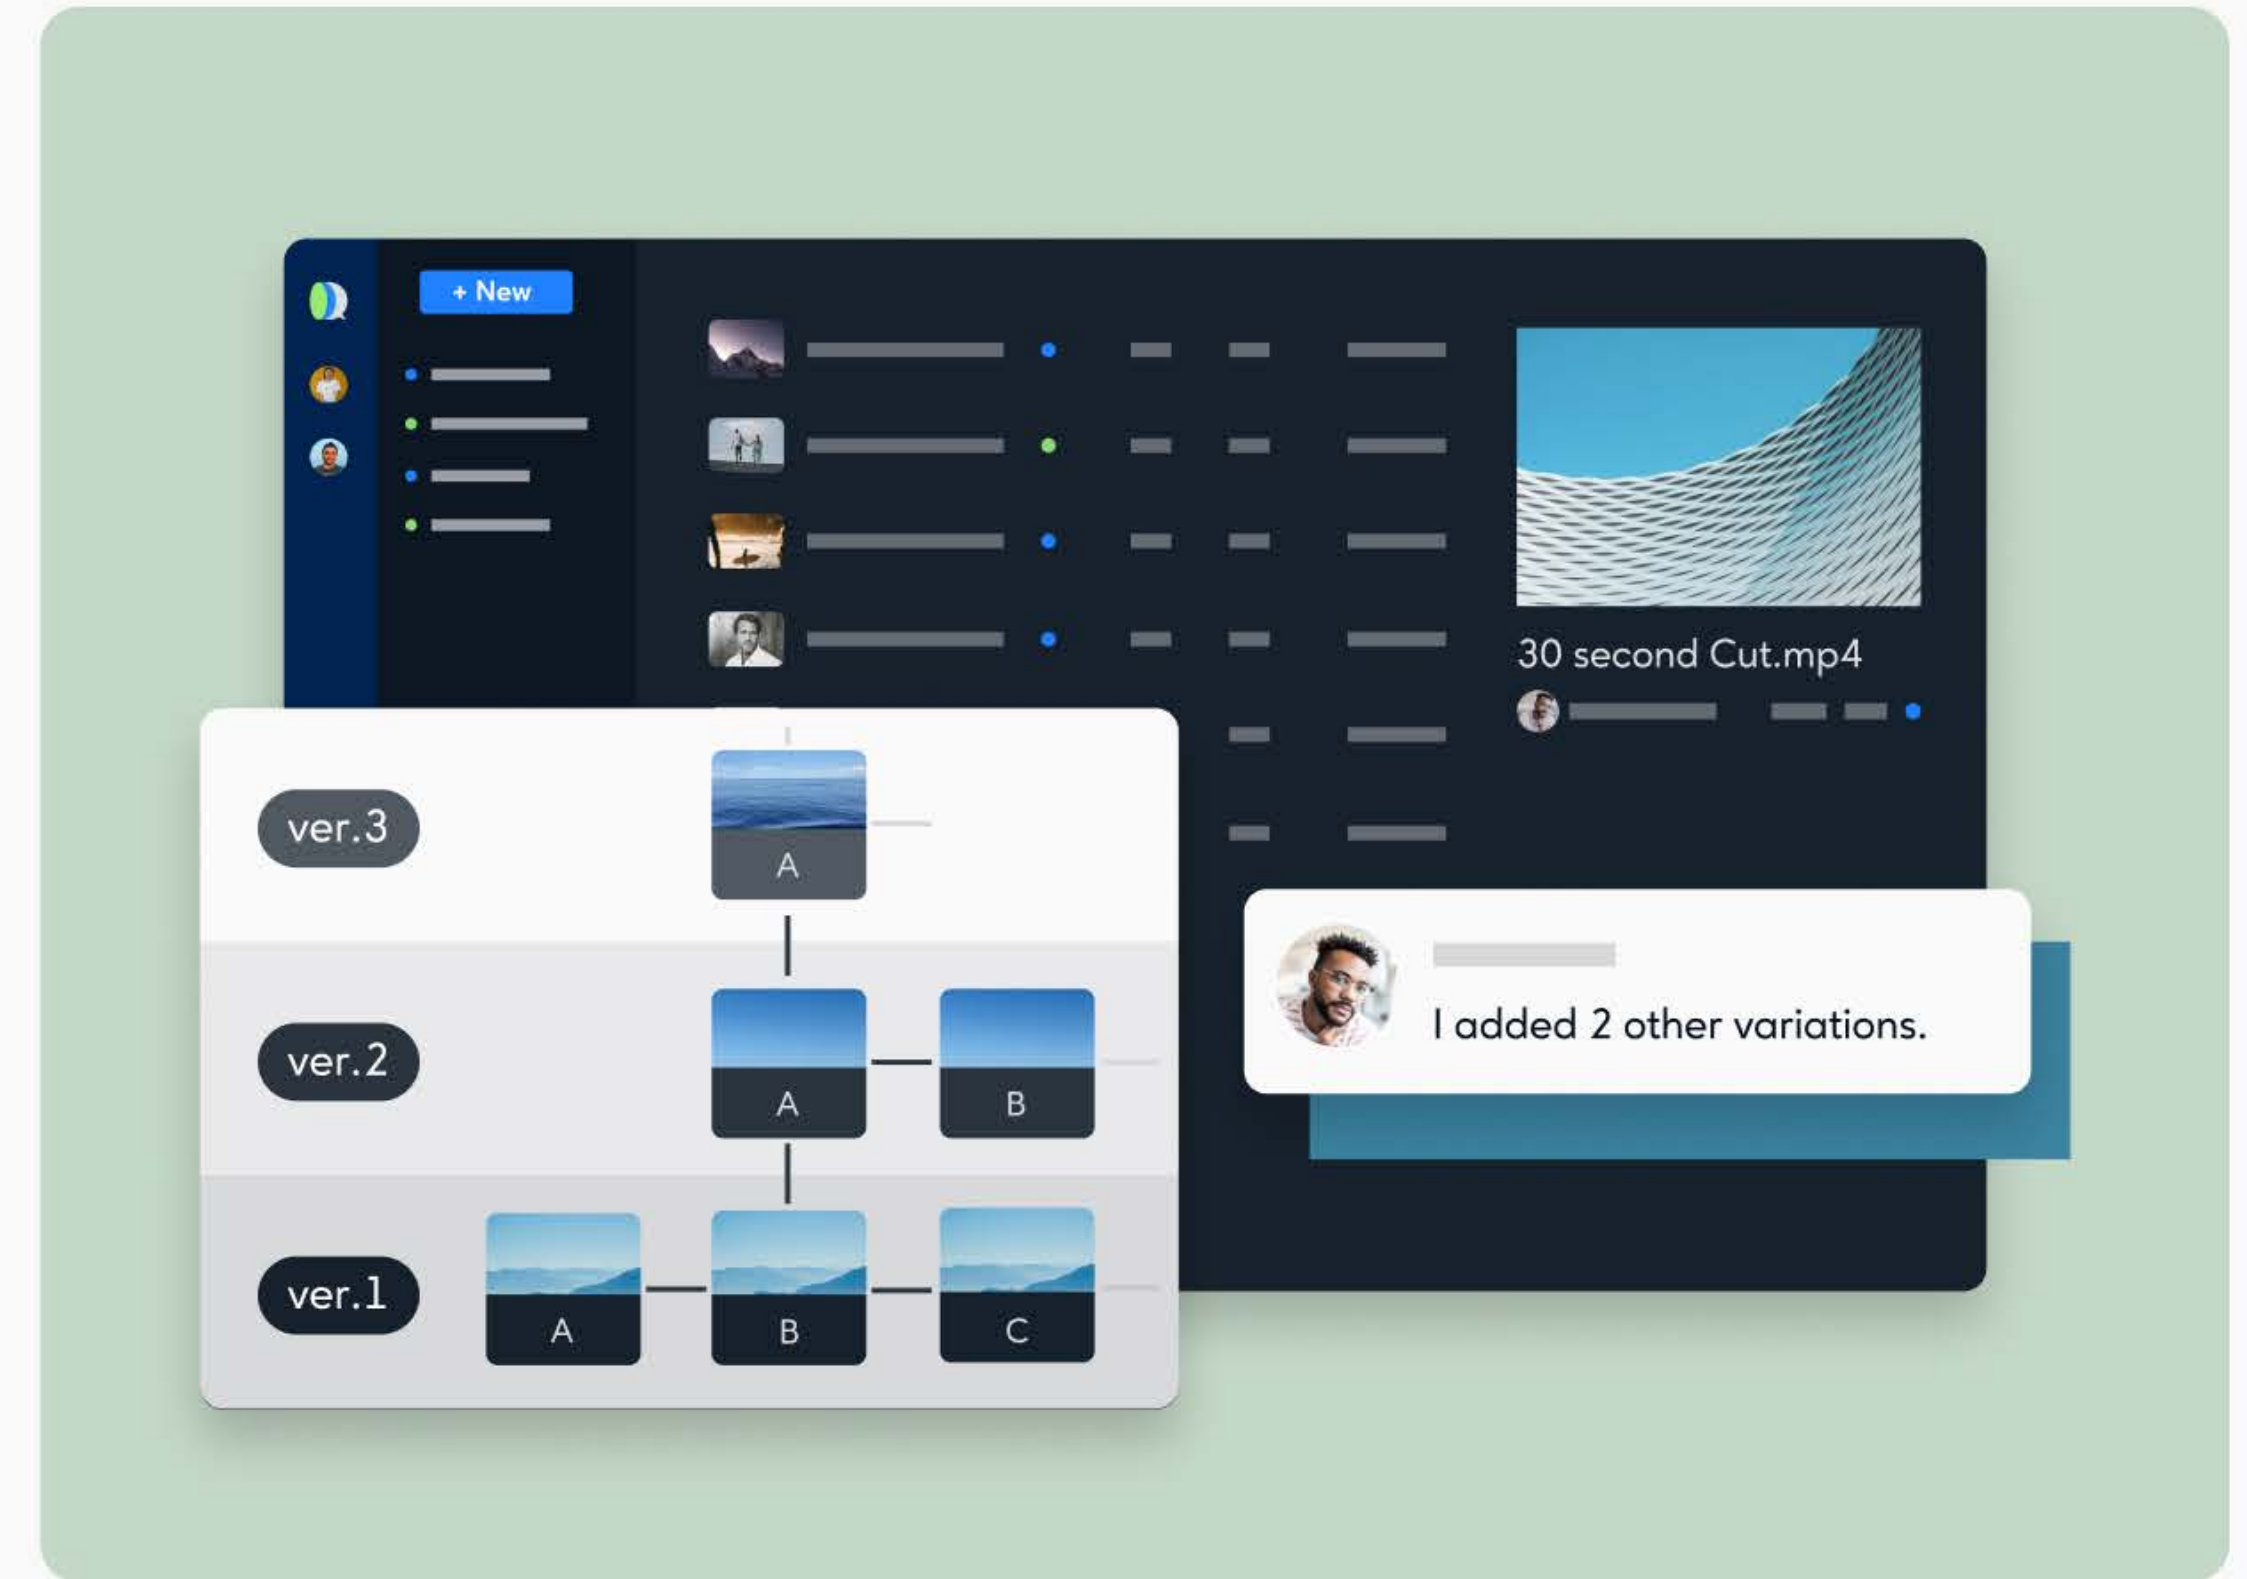 + New
30 second Cut.mp4
ver.3
A
I added 2 other variations.
ver.2
A
B
ver.1
A
B
C